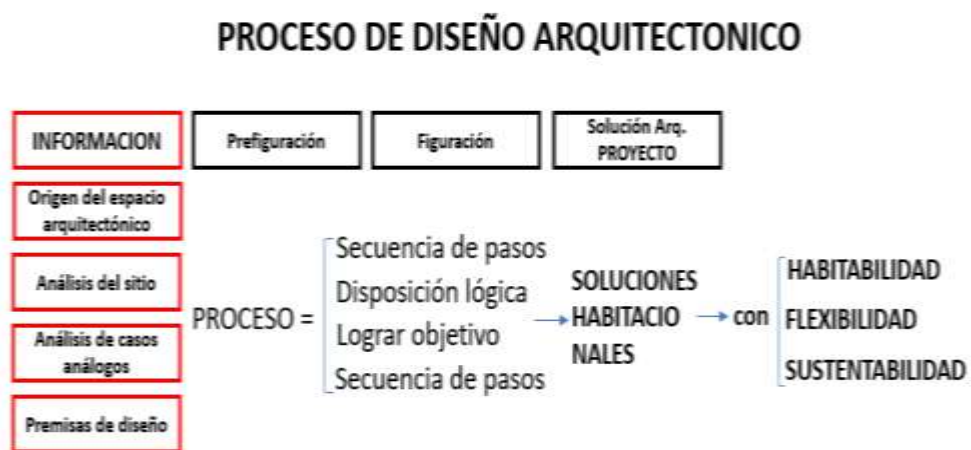 PROCESO DE DISEÑO ARQUITECTONICO
INFORMACION
Prefiguración
Figuración
Solución Arq.
PROYECTO
Origen del espacio
arquitectónico
Análisis del sitio
Análisis de casos
análogos
Premisas de diseño
PROCESO =
Secuencia de pasos
Disposición lógica
Lograr objetivo
Secuencia de pasos
SOLUCIONES
HABITACIO
NALES
con
HABITABILIDAD
FLEXIBILIDAD
SUSTENTABILIDAD